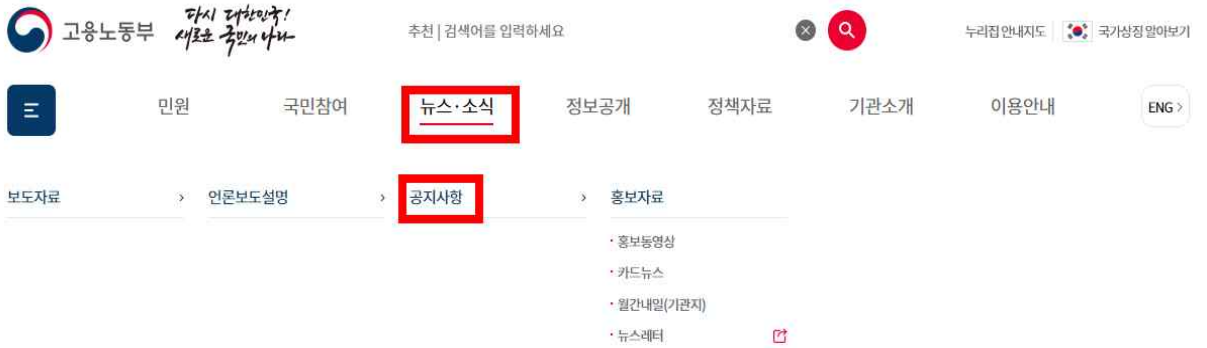 고용노동부
다시 대한민국!
새로운 국민의 나라
추천 | 검색어를 입력하세요
누리집 안내지도
국가상징 알아보기
민원 국민참여 뉴스·소식 정보공개 정책자료 기관소개 이용안내 ENG >
보도자료 > 언론보도설명 > 공지사항 > 홍보자료
· 홍보동영상
· 카드뉴스
· 월간내일(기관지)
· 뉴스레터